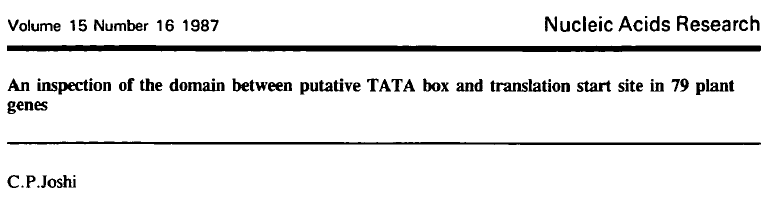 Volume 15 Number 16 1987
Nucleic Acids Research
An inspection of the domain between putative TATA box and translation start site in 79 plant
genes
C.P.Joshi